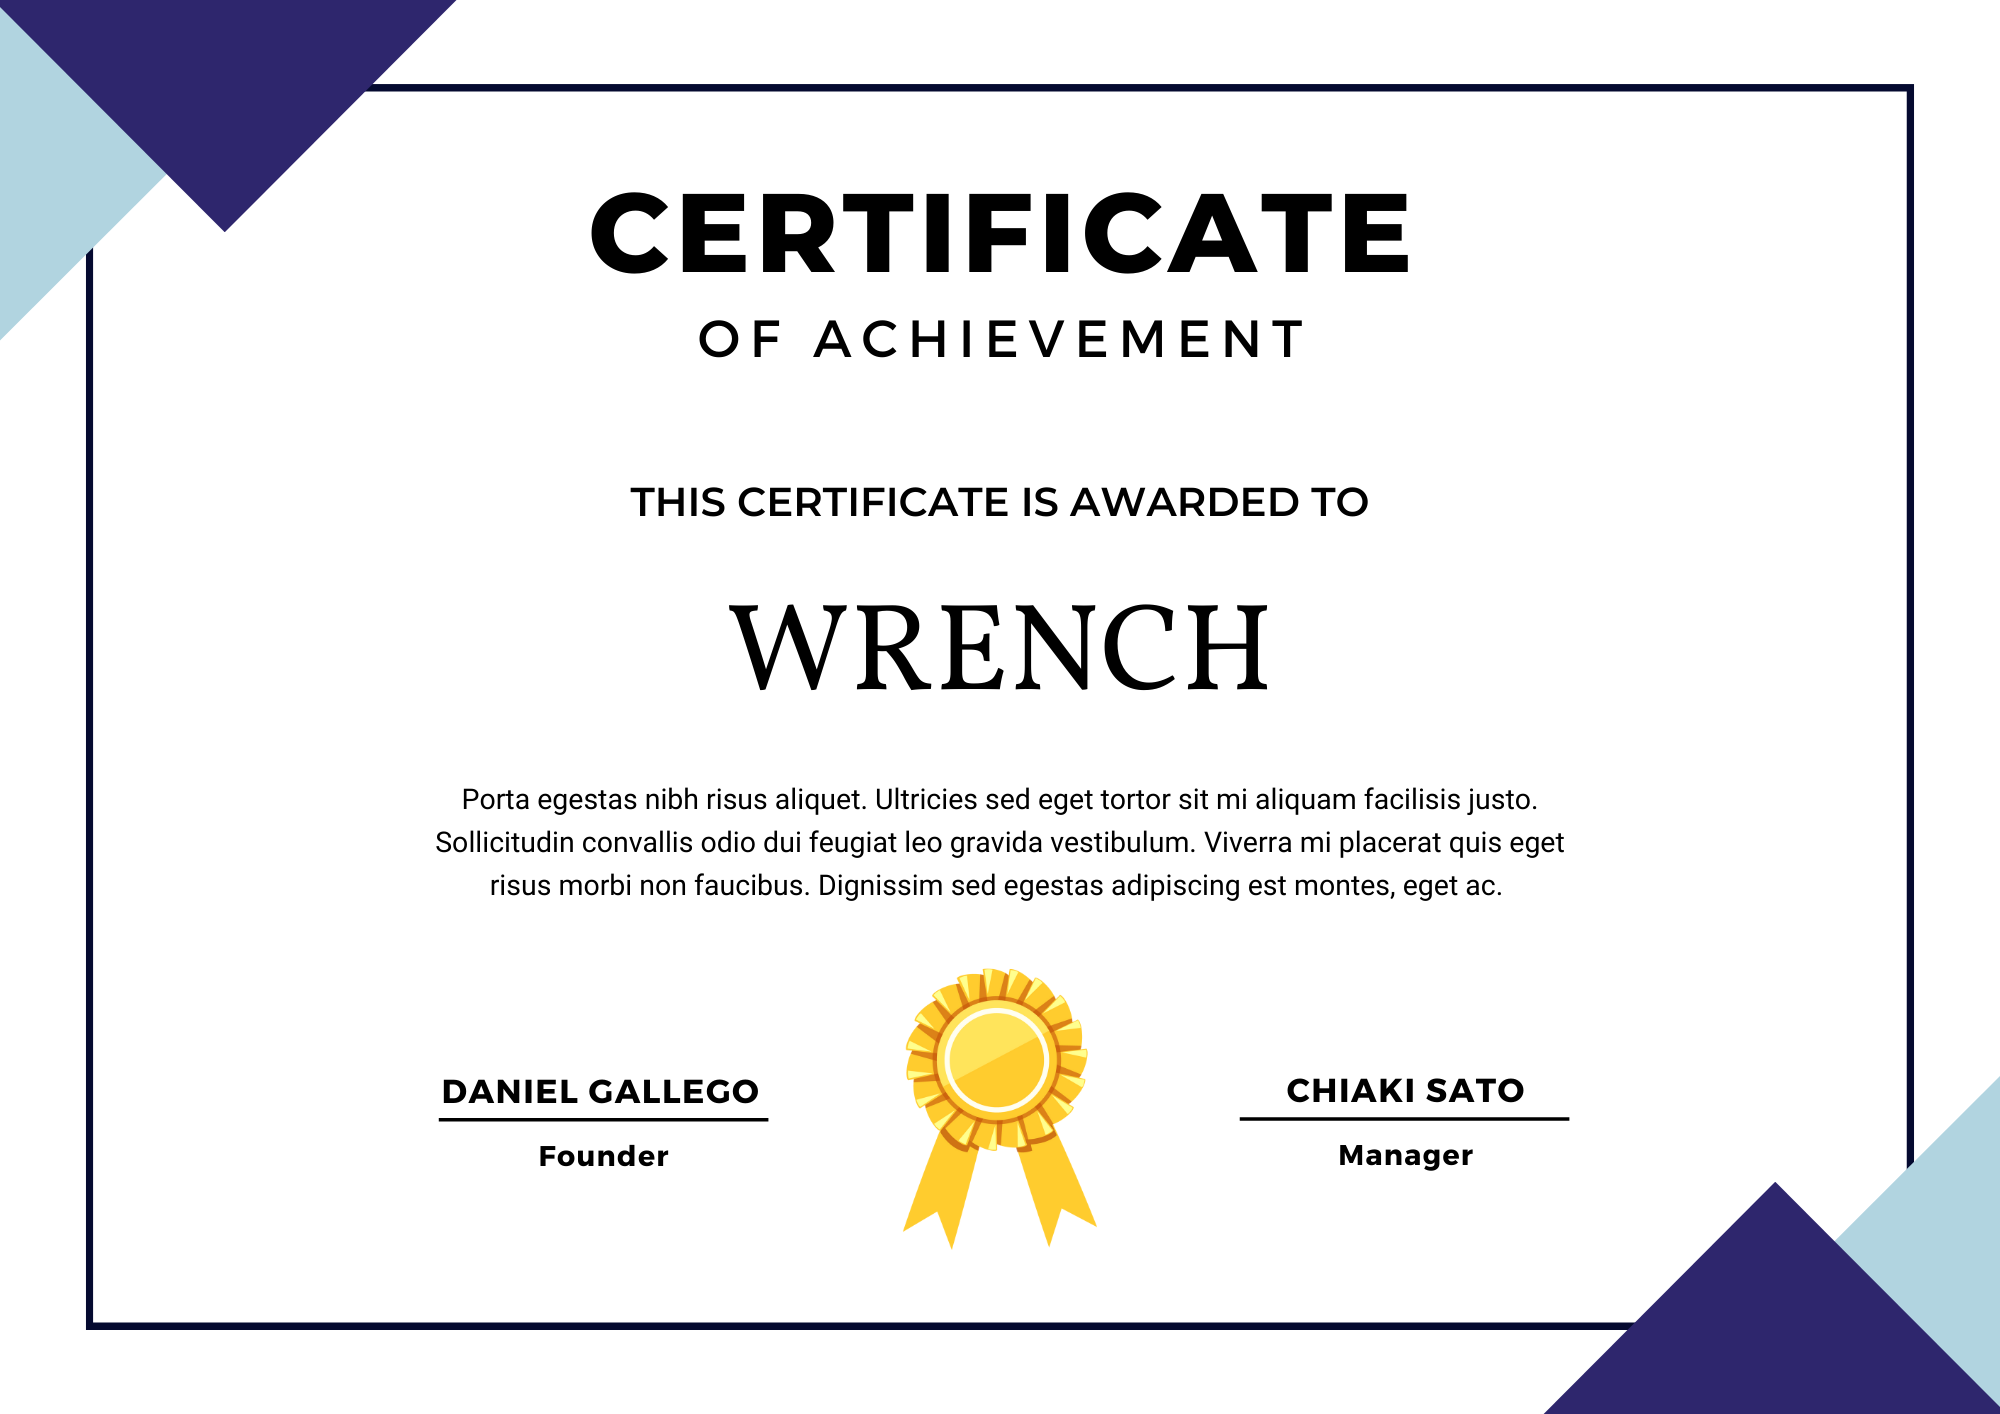 CERTIFICATE
OF ACHIEVEMENT
THIS CERTIFICATE IS AWARDED TO
WRENCH
Porta egestas nibh risus aliquet. Ultricies sed eget tortor sit mi aliquam facilisis justo.
Sollicitudin convallis odio dui feugiat leo gravida vestibulum. Viverra mi placerat quis eget
risus morbi non faucibus. Dignissim sed egestas adipiscing est montes, eget ac.
DANIEL GALLEGO
Founder
CHIAKI SATO
Manager